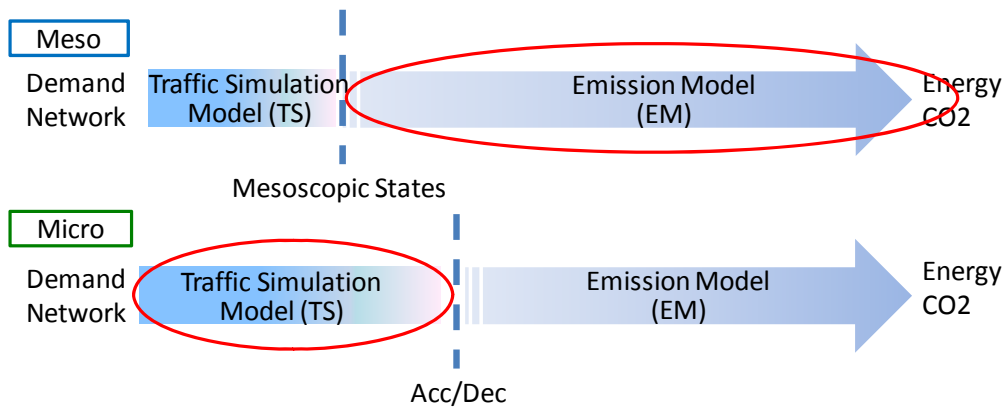 Meso
Demand
Network
Traffic Simulation
Model (TS)
Emission Model
(EM)
Energy
CO2
Mesoscopic States
Micro
Demand
Network
Traffic Simulation
Model (TS)
Emission Model
(EM)
Energy
CO2
Acc/Dec